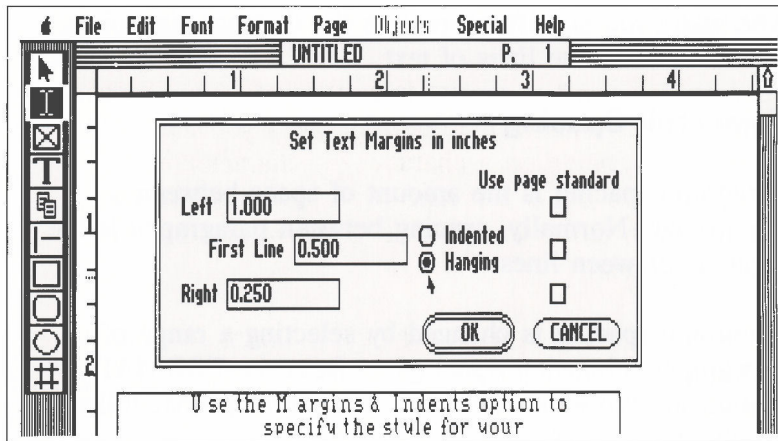 File Edit Font Format Page Objects Special Help
UNTITLED P. 1
1 2 3 4
Set Text Margins in inches
Use page standard
Left 1.000
First Line 0.500
Indented
Hanging
Right 0.250
OK CANCEL
T
1
2
Use the Margins & Indents option to
specify the style for your